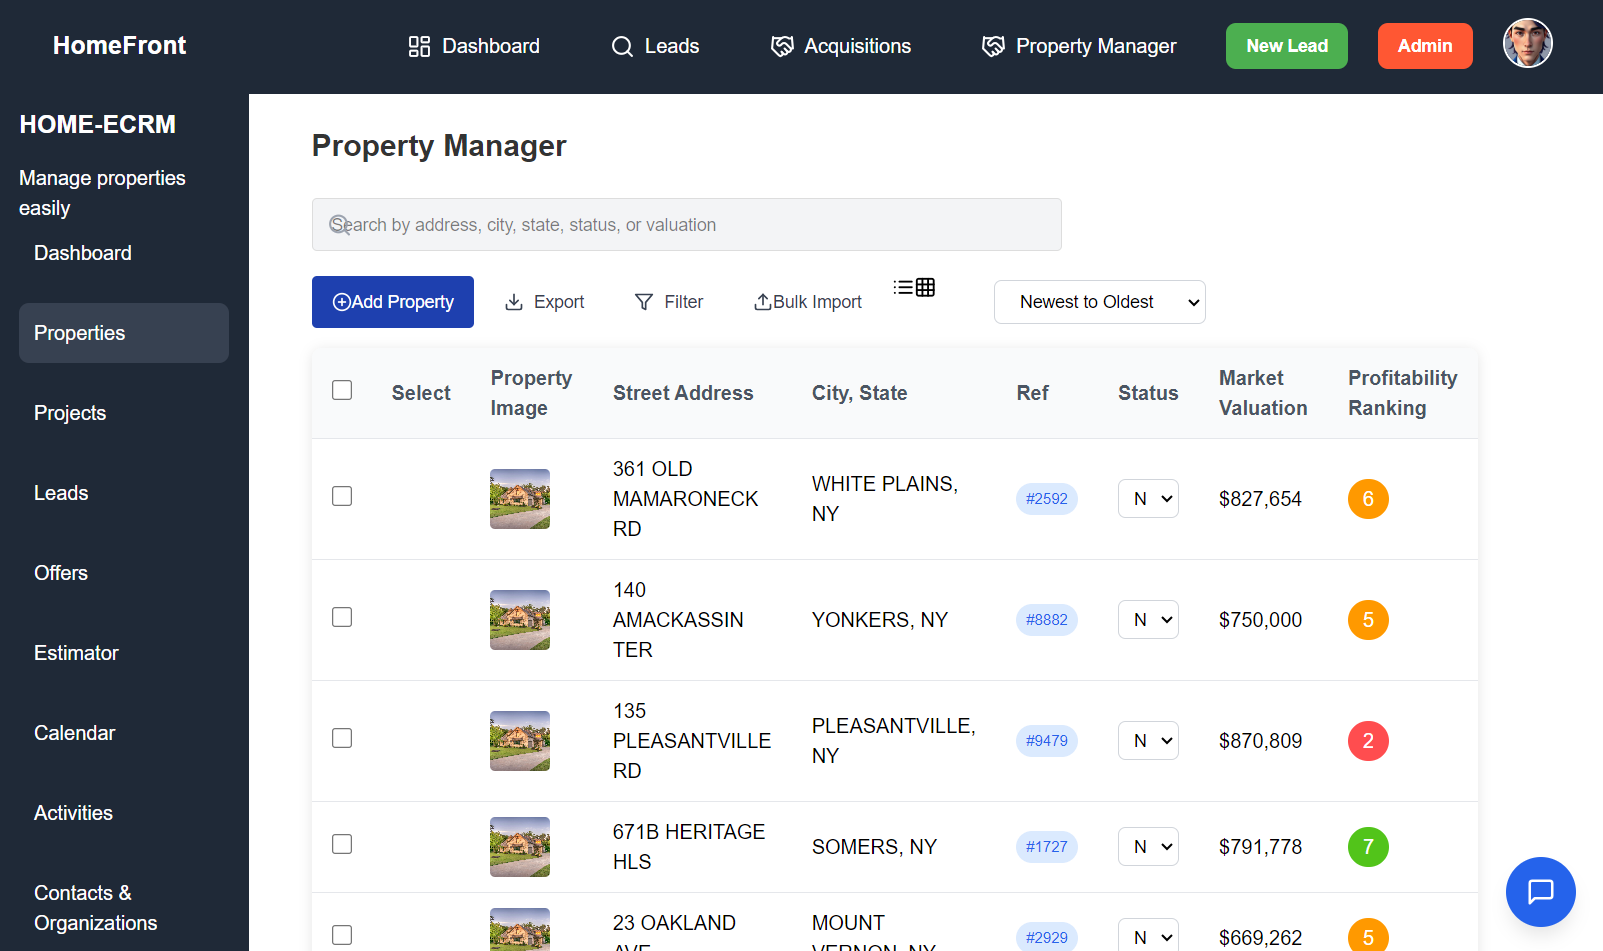 HomeFront
Dashboard
Leads
Acquisitions
Property Manager
New Lead
Admin
HOME-ECRM
Manage properties
easily
Dashboard
Properties
Projects
Leads
Offers
Estimator
Calendar
Activities
Contacts &
Organizations
Property Manager
Search by address, city, state, status, or valuation
Add Property
Export
Filter
Bulk Import
Newest to Oldest
Select
Property
Image
Street Address
City, State
Ref
Status
Market
Valuation
Profitability
Ranking
361 OLD
MAMARONECK
RD
WHITE PLAINS,
NY
#2592
N
$827,654
6
140
AMACKASSIN
TER
YONKERS, NY
#8882
N
$750,000
5
135
PLEASANTVILLE
RD
PLEASANTVILLE,
NY
#9479
N
$870,809
2
671B HERITAGE
HLS
SOMERS, NY
#1727
N
$791,778
7
23 OAKLAND
AVE
MOUNT
VERNON, NY
#2929
N
$669,262
5